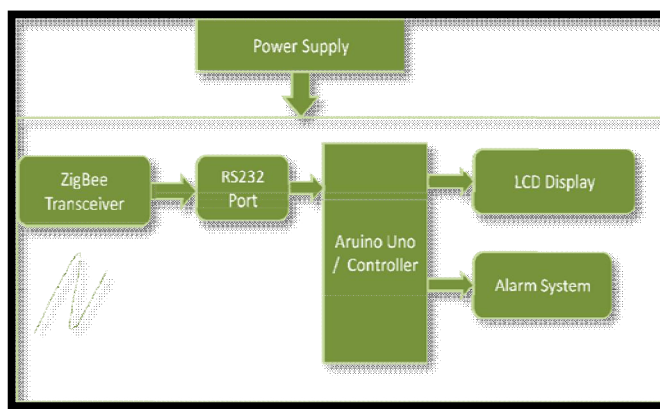 Power Supply
ZigBee
Transceiver
RS232
Port
Aruino Uno
/ Controller
LCD Display
Alarm System